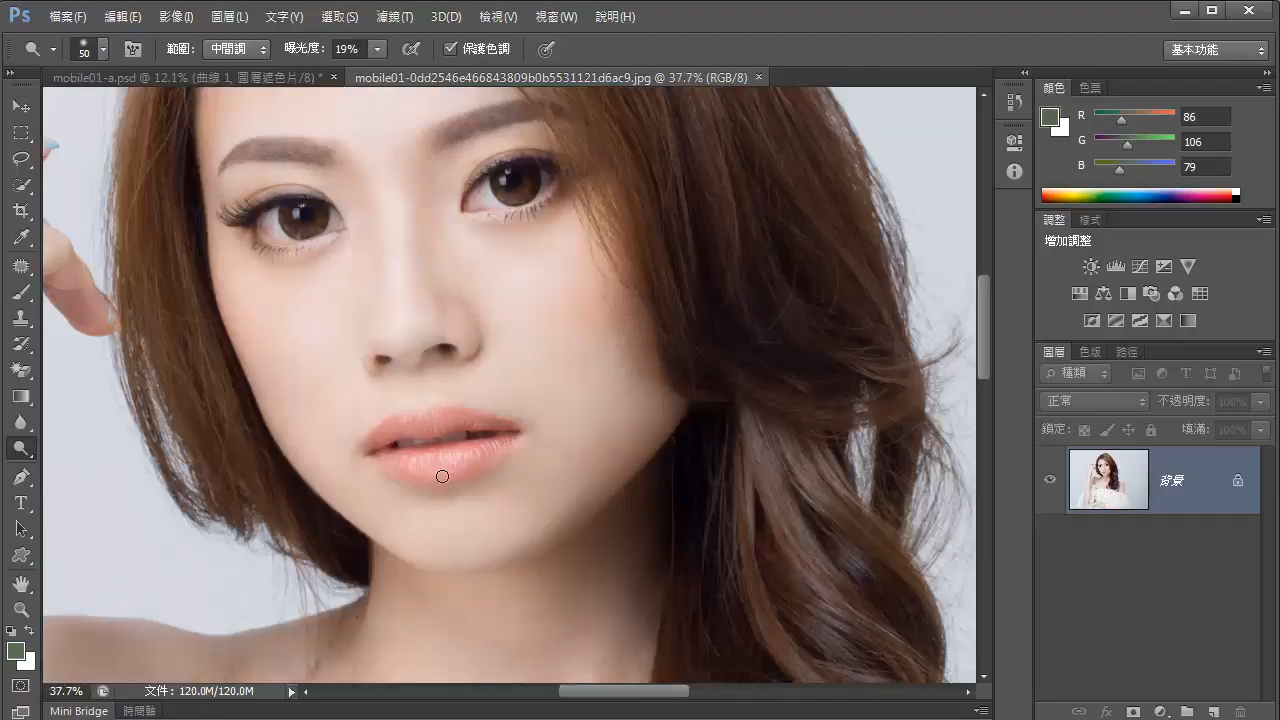 Ps 檔案(F) 編輯(E) 影像(I) 圖層(L) 文字(Y) 選取(S) 濾鏡(T) 3D(D) 檢視(V) 視窗(W) 說明(H)
50 範圍: 中間調 曝光度: 19% 保護色調 基本功能
mobile01-a.psd @ 12.1% (曲線 1, 圖層遮色片/8) * × mobile01-0dd2546e466843809b0b5531121d6ac9.jpg @ 37.7% (RGB/8) ×
顏色 色票
R 86
G 106
B 79
調整 樣式
增加調整
圖層 色版 路徑
種類
正常 不透明度: 100%
鎖定: 填滿: 100%
背景
37.7% 文件: 120.0M/120.0M
Mini Bridge 時間軸